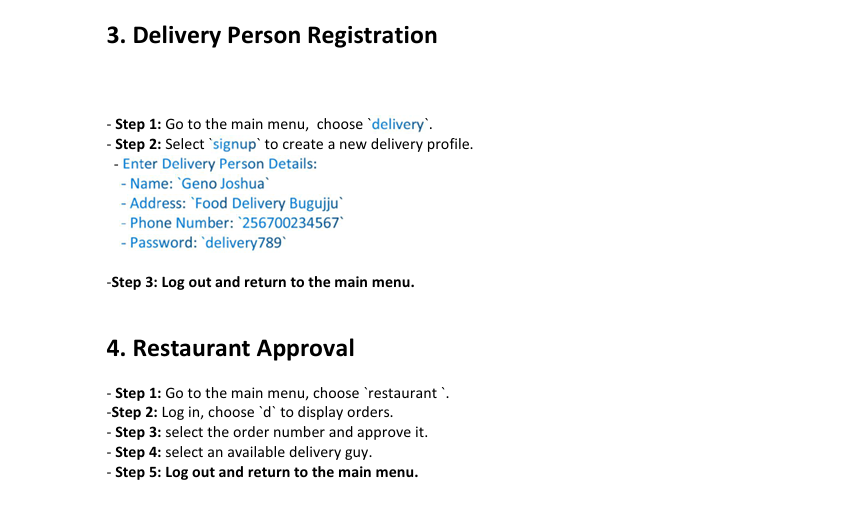 3. Delivery Person Registration
- Step 1: Go to the main menu,  choose `delivery`.
- Step 2: Select `signup` to create a new delivery profile.
- Enter Delivery Person Details:
- Name: `Geno Joshua`
- Address: `Food Delivery Bugujju`
- Phone Number: `256700234567`
- Password: `delivery789`
-Step 3: Log out and return to the main menu.
4. Restaurant Approval
- Step 1: Go to the main menu, choose `restaurant `.
-Step 2: Log in, choose `d` to display orders.
- Step 3: select the order number and approve it.
- Step 4: select an available delivery guy.
- Step 5: Log out and return to the main menu.